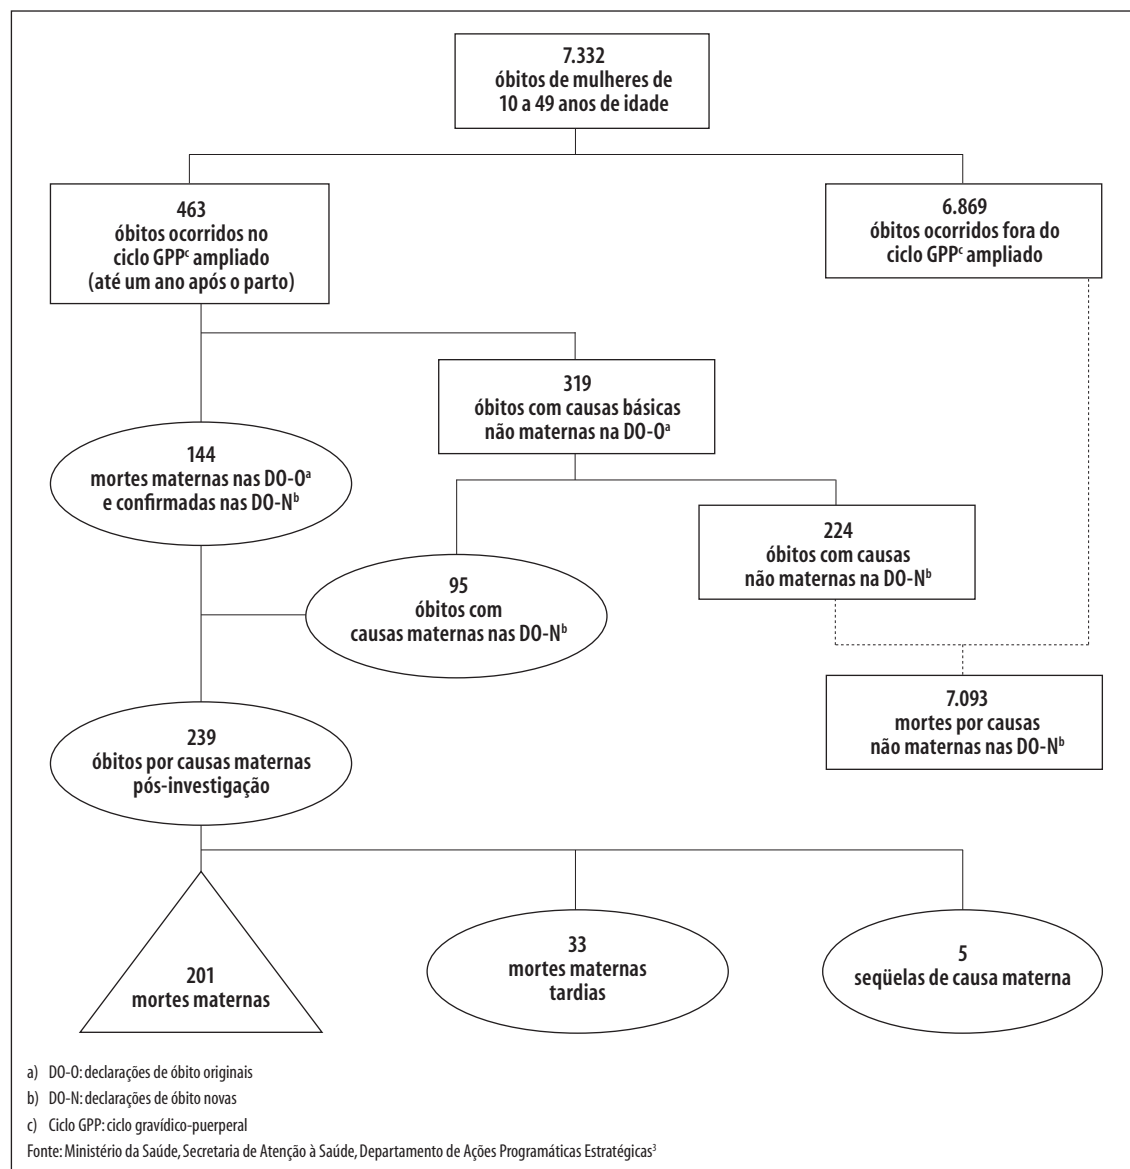 7.332
óbitos de mulheres de
10 a 49 anos de idade
463
óbitos ocorridos no
ciclo GPPc ampliado
(até um ano após o parto)
6.869
óbitos ocorridos fora do
ciclo GPPc ampliado
319
óbitos com causas básicas
não maternas na DO-Oa
144
mortes maternas nas DO-Oa
e confirmadas nas DO-Nb
224
óbitos com causas
não maternas na DO-Nb
95
óbitos com
causas maternas nas DO-Nb
7.093
mortes por causas
não maternas nas DO-Nb
239
óbitos por causas maternas
pós-investigação
201
mortes maternas
33
mortes maternas
tardias
5
seqüelas de causa materna
a) DO-O: declarações de óbito originais
b) DO-N: declarações de óbito novas
c) Ciclo GPP: ciclo gravídico-puerperal
Fonte: Ministério da Saúde, Secretaria de Atenção à Saúde, Departamento de Ações Programáticas Estratégicas3